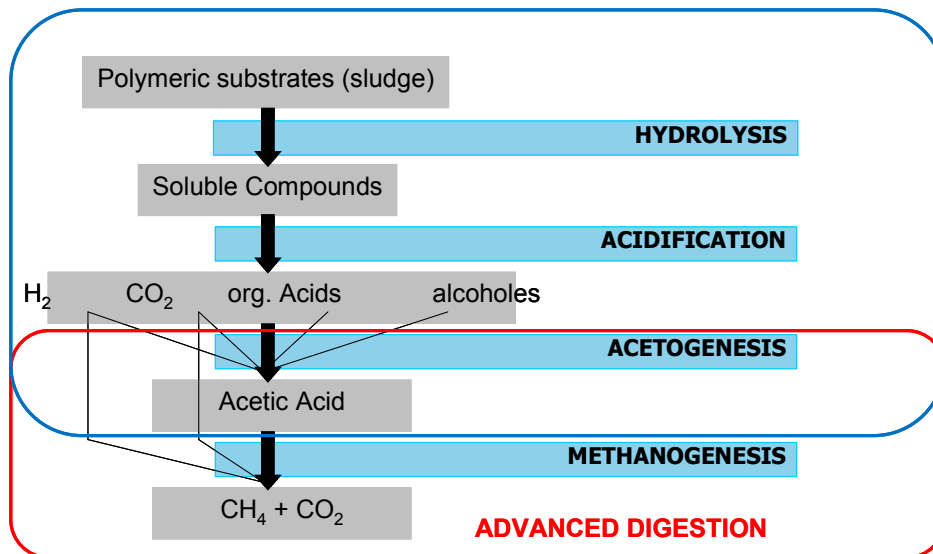 Polymeric substrates (sludge)
HYDROLYSIS
Soluble Compounds
ACIDIFICATION
H₂ CO₂ org. Acids alcoholes
ACETOGENESIS
Acetic Acid
METHANOGENESIS
CH₄ + CO₂
ADVANCED DIGESTION